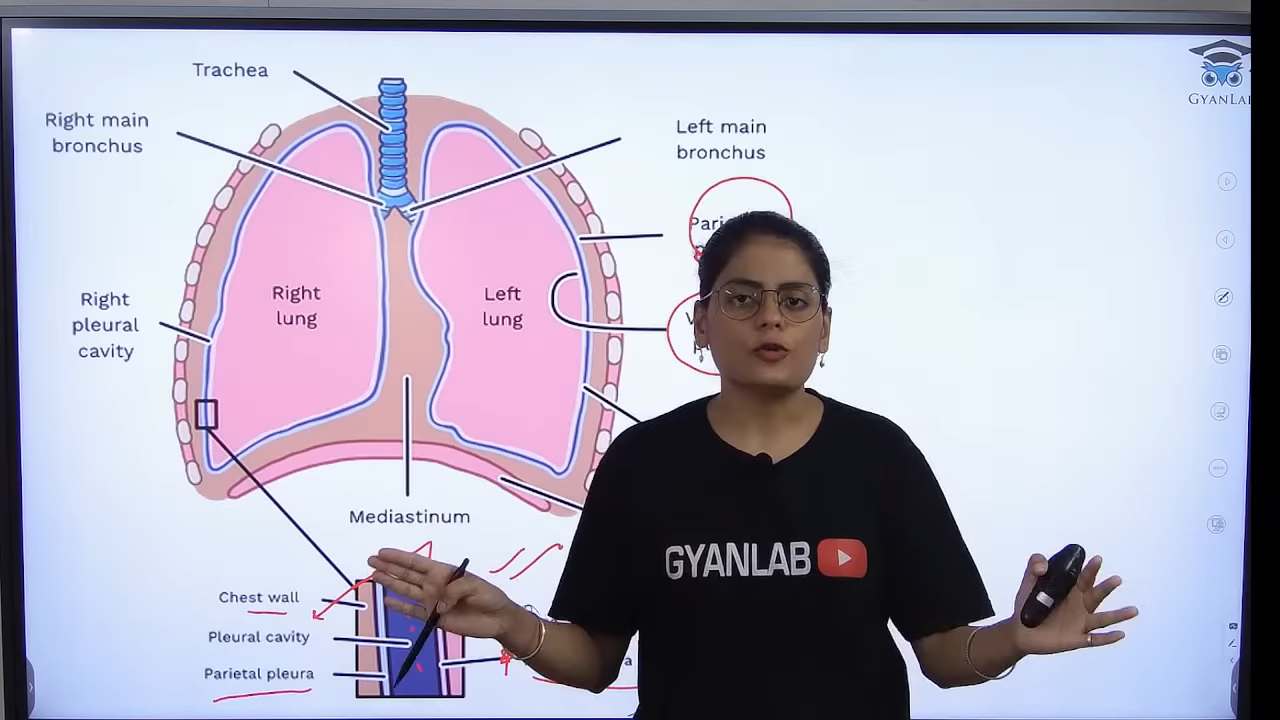 Trachea
GYANLAB
Right main
bronchus
Left main
bronchus
Right
pleural
cavity
Right
lung
Left
lung
Mediastinum
GYANLAB
Chest wall
Pleural cavity
Parietal pleura